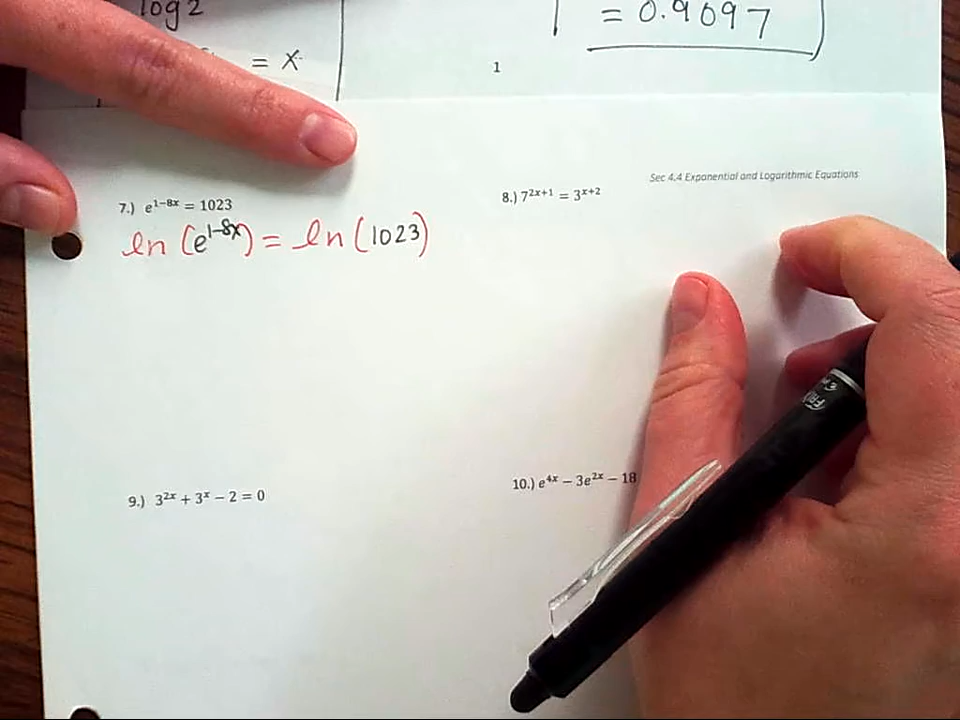 log 2
= 0.9097
= x
1
Sec 4.4 Exponential and Logarithmic Equations
7.) e^{1-8x} = 1023
8.) 7^{2x+1} = 3^{x+2}
ln (e^{1-8x}) = ln (1023)
9.) 3^{2x} + 3^x − 2 = 0
10.) e^{4x} − 3e^{2x} − 18